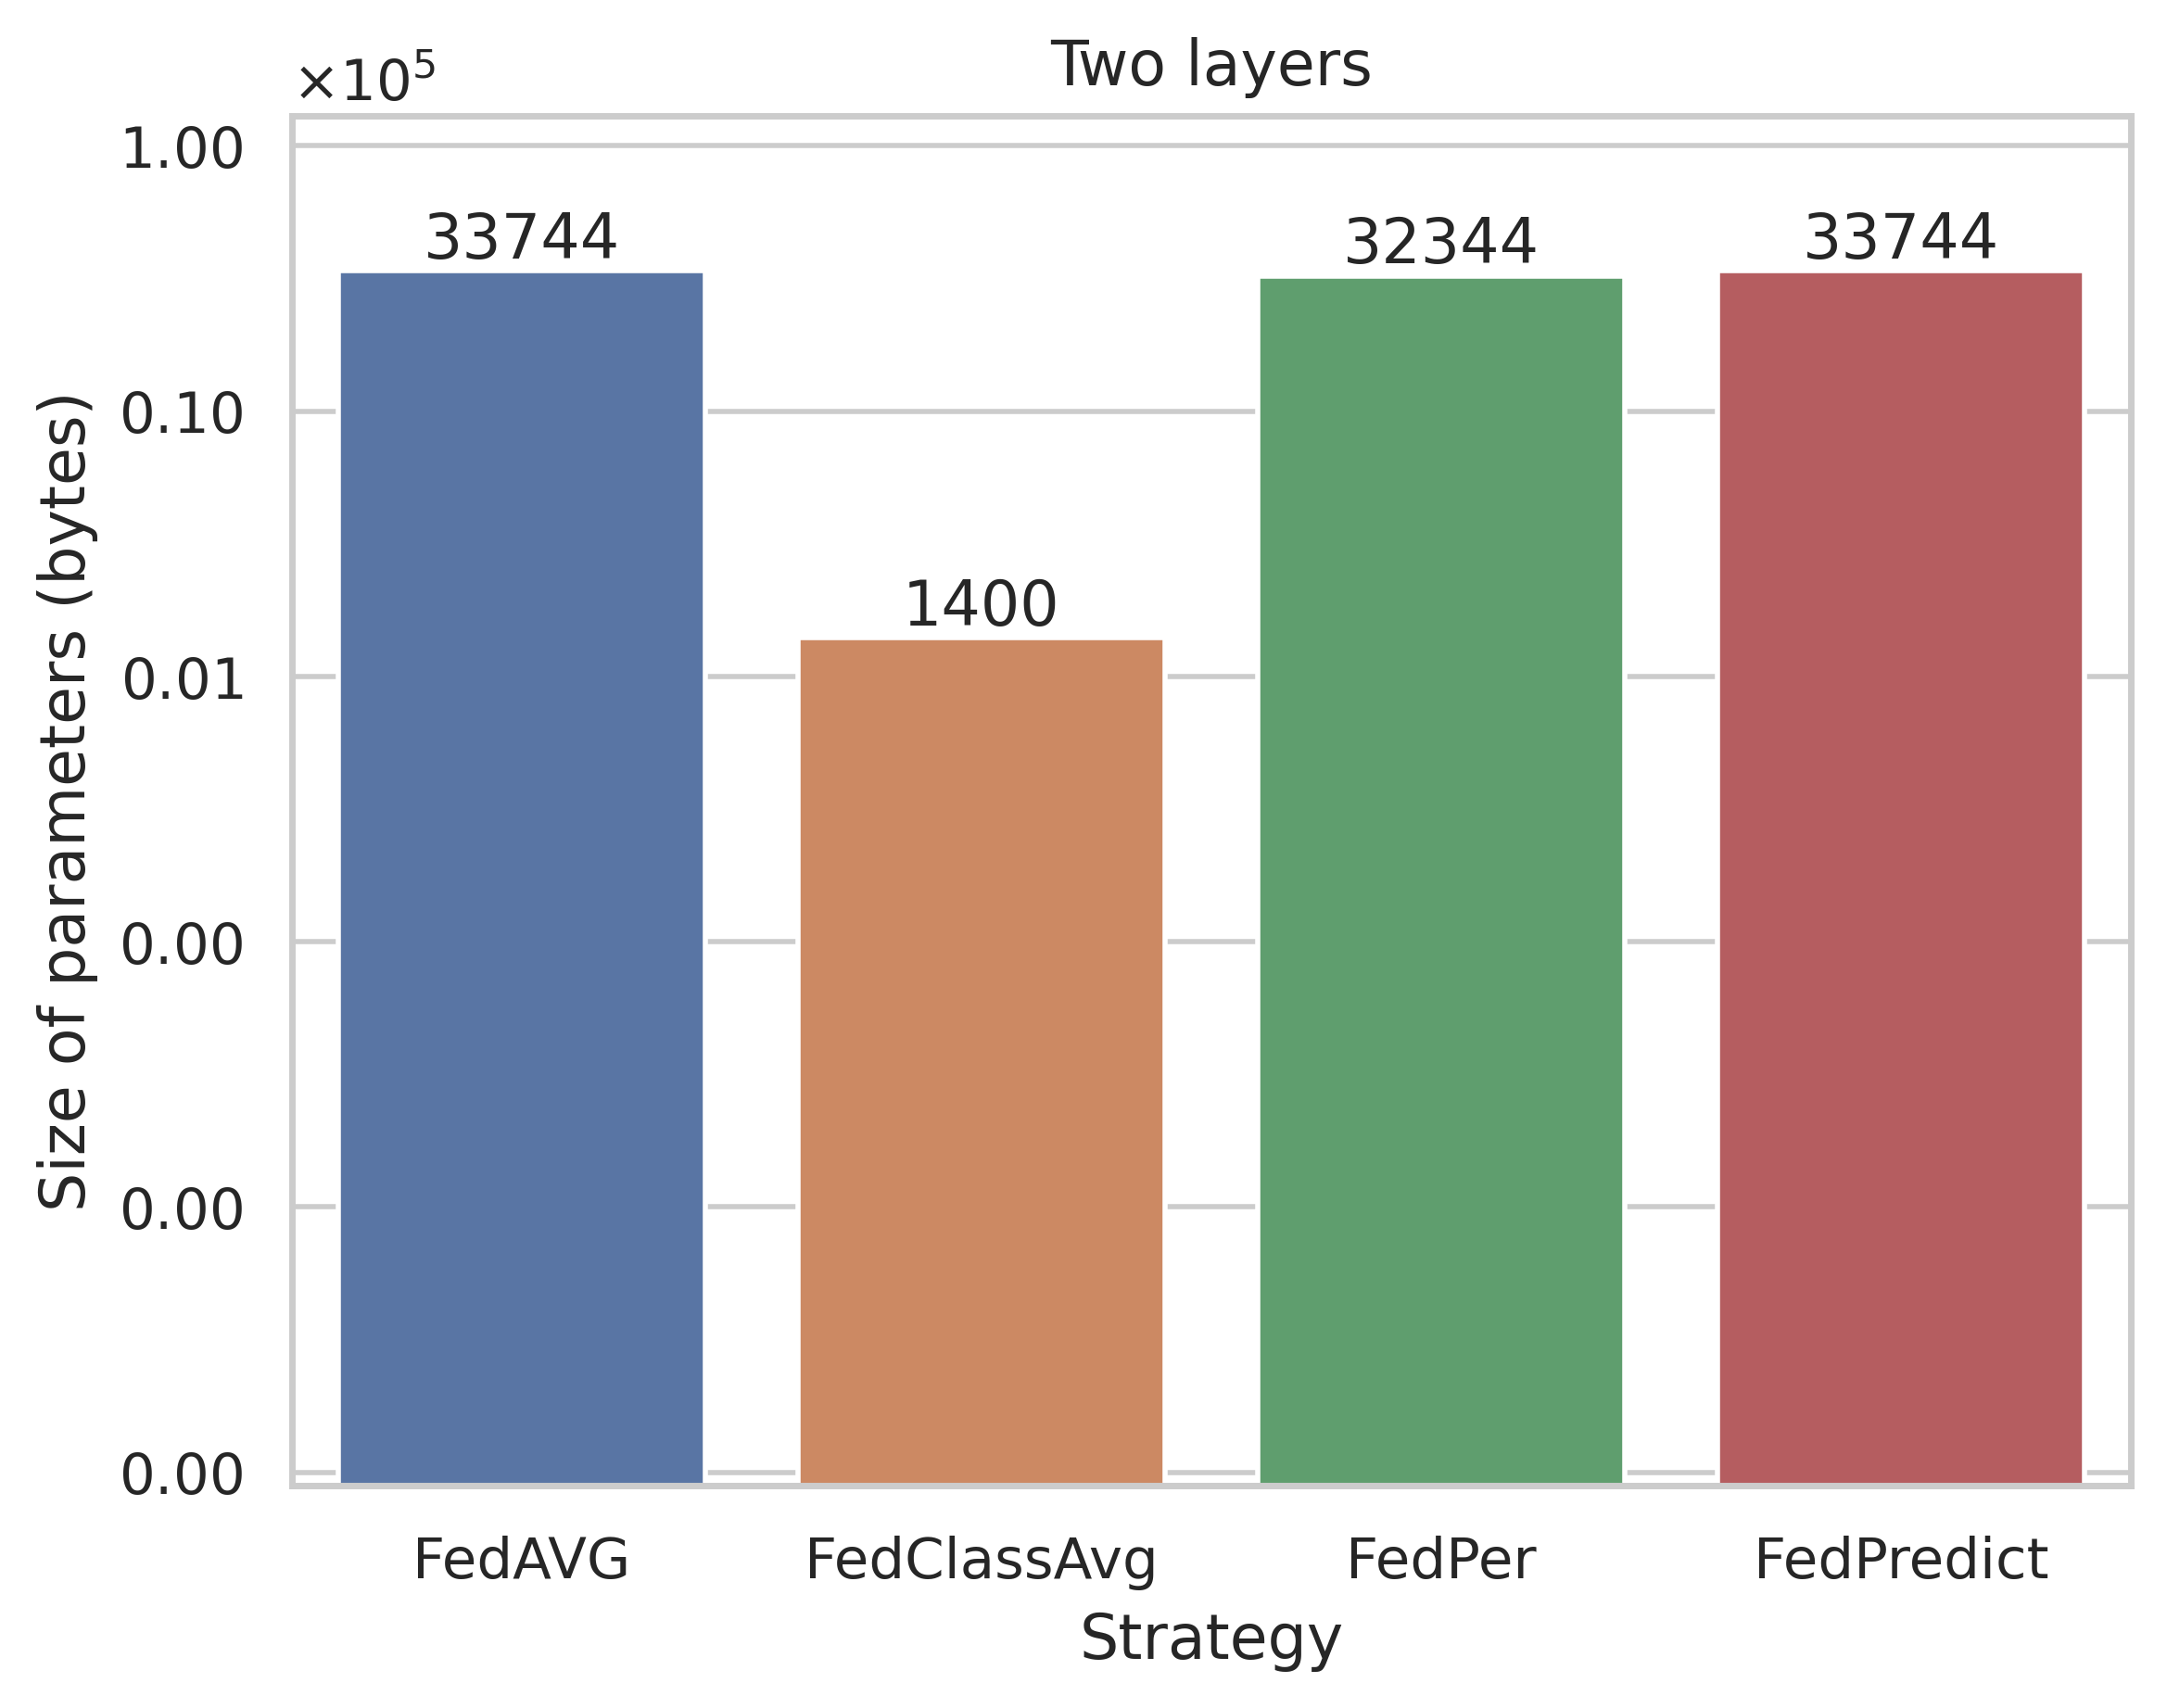 Two layers
×10⁵
1.00
0.10
0.01
0.00
0.00
0.00
Size of parameters (bytes)
33744
1400
32344
33744
FedAVG
FedClassAvg
FedPer
FedPredict
Strategy